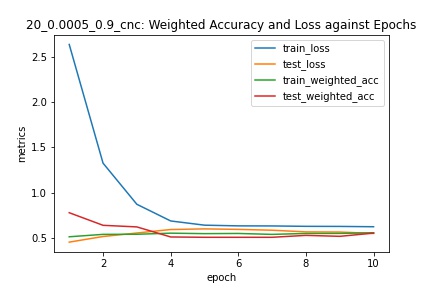 20_0.0005_0.9_cnc: Weighted Accuracy and Loss against Epochs
train_loss
test_loss
train_weighted_acc
test_weighted_acc
2.5
2.0
1.5
1.0
0.5
metrics
2 4 6 8 10
epoch